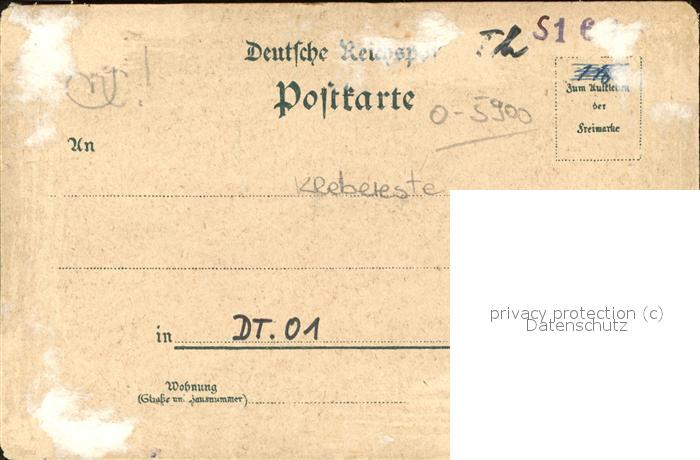 Deutsche Reichspo
Th
S1
Postkarte
Zum Aufkleben
der
Freimarke
O-5900
An
Klebereste
privacy protection (c)
Datenschutz
in DT.01
Wohnung
(Straße und Hausnummer)